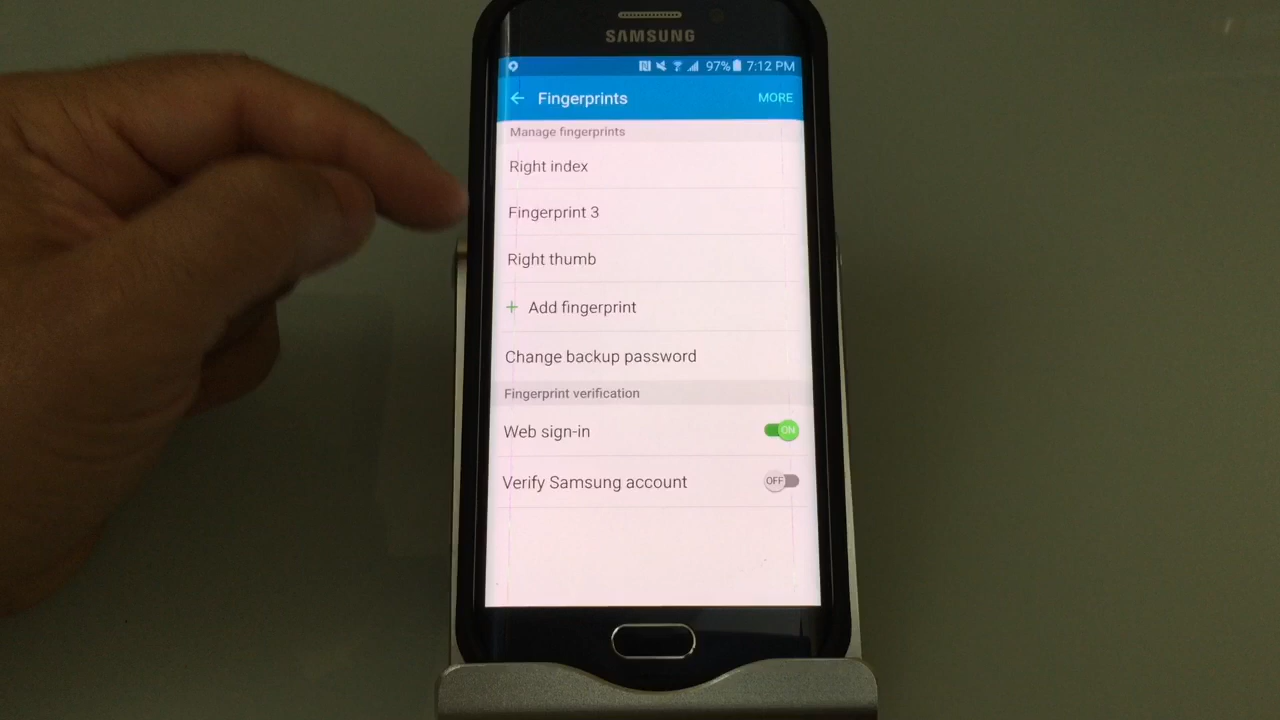 SAMSUNG
97% 7:12 PM
Fingerprints MORE
Manage fingerprints
Right index
Fingerprint 3
Right thumb
+ Add fingerprint
Change backup password
Fingerprint verification
Web sign-in ON
Verify Samsung account OFF